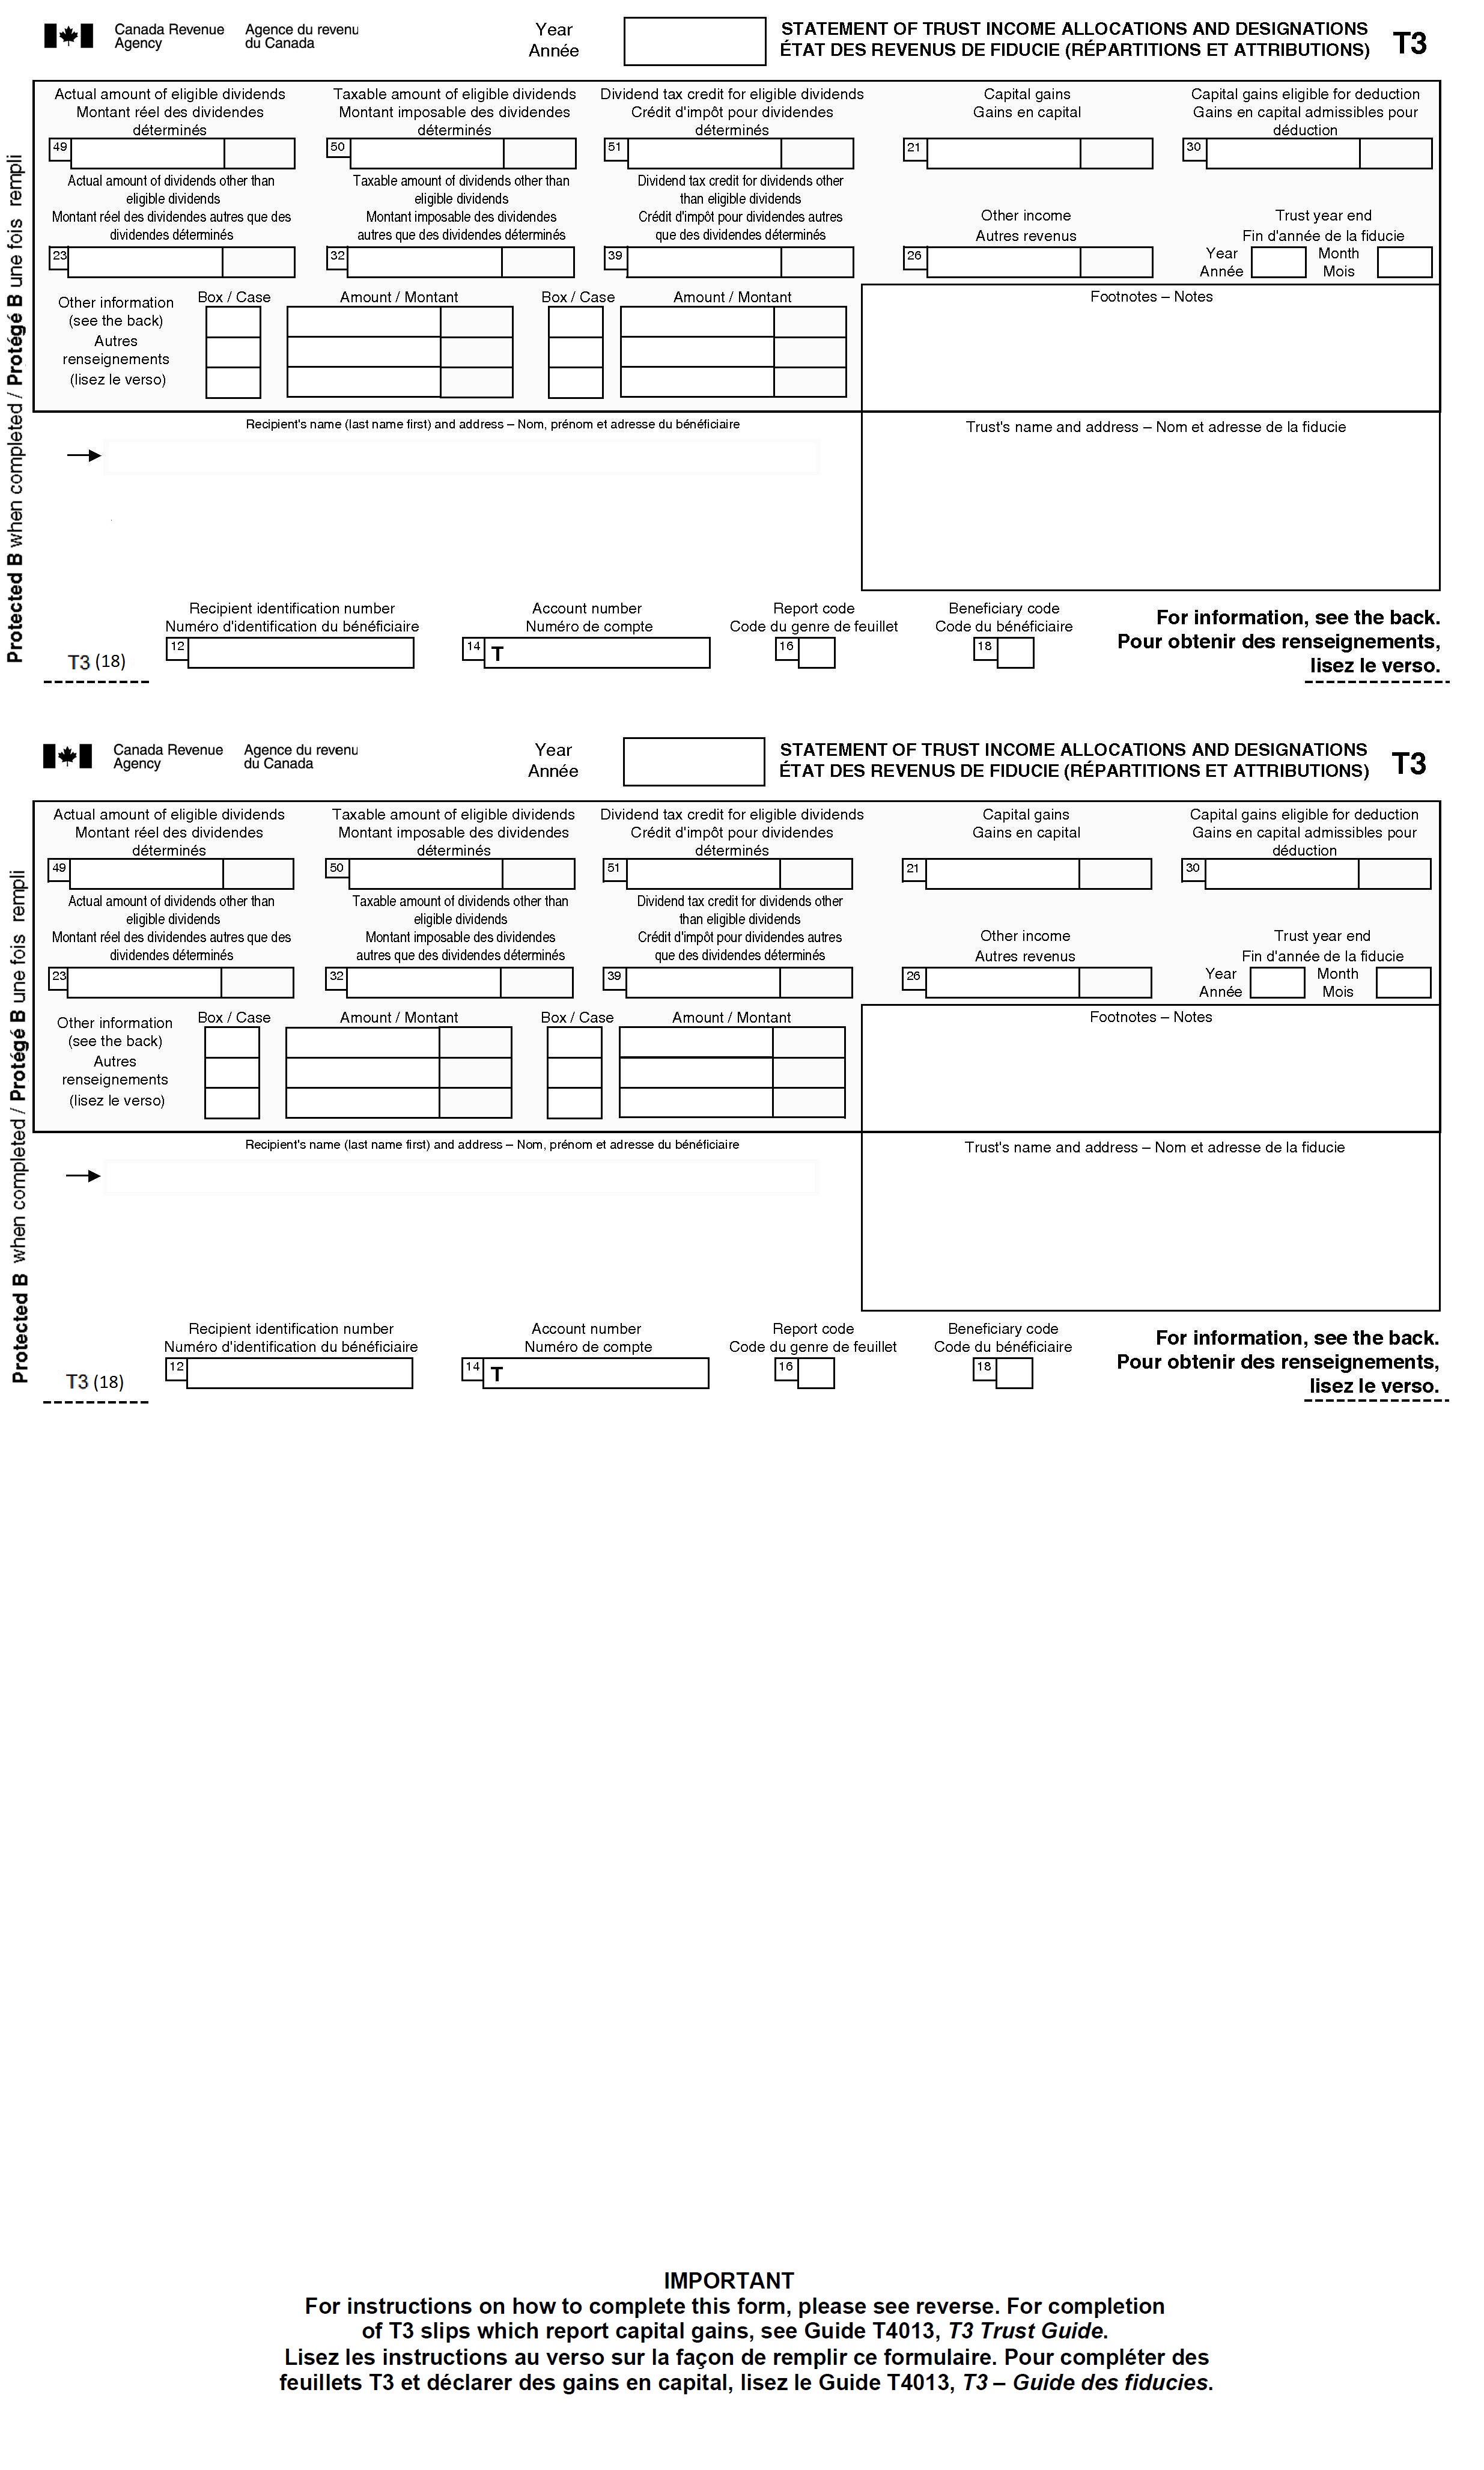 Canada Revenue Agence du revenu
Agency du Canada
Year
Année
STATEMENT OF TRUST INCOME ALLOCATIONS AND DESIGNATIONS
ÉTAT DES REVENUS DE FIDUCIE (RÉPARTITIONS ET ATTRIBUTIONS)
T3
Protected B when completed / Protégé B une fois rempli
Actual amount of eligible dividends
Montant réel des dividendes
déterminés
49
Taxable amount of eligible dividends
Montant imposable des dividendes
déterminés
50
Dividend tax credit for eligible dividends
Crédit d'impôt pour dividendes
déterminés
51
Capital gains
Gains en capital
21
Capital gains eligible for deduction
Gains en capital admissibles pour
déduction
30
Actual amount of dividends other than
eligible dividends
Montant réel des dividendes autres que des
dividendes déterminés
23
Taxable amount of dividends other than
eligible dividends
Montant imposable des dividendes
autres que des dividendes déterminés
32
Dividend tax credit for dividends other
than eligible dividends
Crédit d'impôt pour dividendes autres
que des dividendes déterminés
39
Other income
Autres revenus
26
Trust year end
Fin d'année de la fiducie
Year
Année
Month
Mois
Other information
(see the back)
Autres
renseignements
(lisez le verso)
Box / Case
Amount / Montant
Box / Case
Amount / Montant
Footnotes – Notes
Recipient's name (last name first) and address – Nom, prénom et adresse du bénéficiaire
Trust's name and address – Nom et adresse de la fiducie
Recipient identification number
Numéro d'identification du bénéficiaire
12
Account number
Numéro de compte
14 T
Report code
Code du genre de feuillet
16
Beneficiary code
Code du bénéficiaire
18
For information, see the back.
Pour obtenir des renseignements,
lisez le verso.
T3 (18)
Canada Revenue Agence du revenu
Agency du Canada
Year
Année
STATEMENT OF TRUST INCOME ALLOCATIONS AND DESIGNATIONS
ÉTAT DES REVENUS DE FIDUCIE (RÉPARTITIONS ET ATTRIBUTIONS)
T3
Protected B when completed / Protégé B une fois rempli
Actual amount of eligible dividends
Montant réel des dividendes
déterminés
49
Taxable amount of eligible dividends
Montant imposable des dividendes
déterminés
50
Dividend tax credit for eligible dividends
Crédit d'impôt pour dividendes
déterminés
51
Capital gains
Gains en capital
21
Capital gains eligible for deduction
Gains en capital admissibles pour
déduction
30
Actual amount of dividends other than
eligible dividends
Montant réel des dividendes autres que des
dividendes déterminés
23
Taxable amount of dividends other than
eligible dividends
Montant imposable des dividendes
autres que des dividendes déterminés
32
Dividend tax credit for dividends other
than eligible dividends
Crédit d'impôt pour dividendes autres
que des dividendes déterminés
39
Other income
Autres revenus
26
Trust year end
Fin d'année de la fiducie
Year
Année
Month
Mois
Other information
(see the back)
Autres
renseignements
(lisez le verso)
Box / Case
Amount / Montant
Box / Case
Amount / Montant
Footnotes – Notes
Recipient's name (last name first) and address – Nom, prénom et adresse du bénéficiaire
Trust's name and address – Nom et adresse de la fiducie
Recipient identification number
Numéro d'identification du bénéficiaire
12
Account number
Numéro de compte
14 T
Report code
Code du genre de feuillet
16
Beneficiary code
Code du bénéficiaire
18
For information, see the back.
Pour obtenir des renseignements,
lisez le verso.
T3 (18)
IMPORTANT
For instructions on how to complete this form, please see reverse. For completion
of T3 slips which report capital gains, see Guide T4013, T3 Trust Guide.
Lisez les instructions au verso sur la façon de remplir ce formulaire. Pour compléter des
feuillets T3 et déclarer des gains en capital, lisez le Guide T4013, T3 – Guide des fiducies.